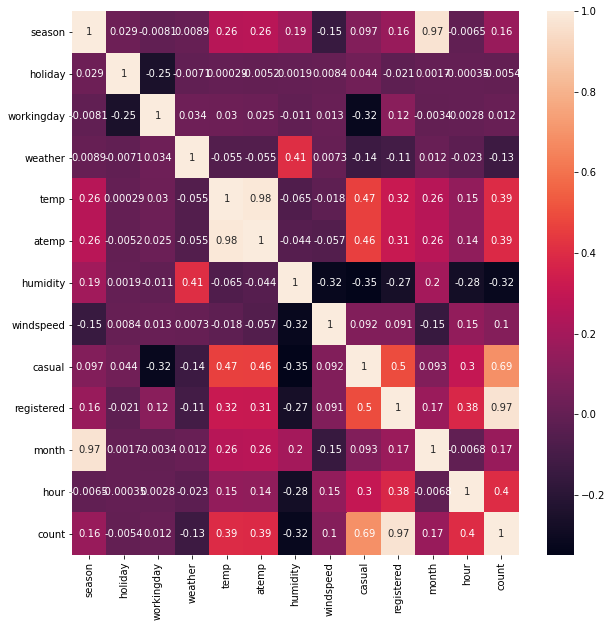 season 1 0.029 -0.0081 0.0089 0.26 0.26 0.19 -0.15 0.097 0.16 0.97 -0.0065 0.16
holiday 0.029 1 -0.25 -0.0071 0.00029 -0.0052 0.0019 0.0084 0.044 -0.021 0.0017 -0.00035 -0.0054
workingday -0.0081 -0.25 1 0.034 0.03 0.025 -0.011 0.013 -0.32 0.12 -0.0034 0.0028 0.012
weather 0.0089 -0.0071 0.034 1 -0.055 -0.055 0.41 0.0073 -0.14 -0.11 0.012 -0.023 -0.13
temp 0.26 0.00029 0.03 -0.055 1 0.98 -0.065 -0.018 0.47 0.32 0.26 0.15 0.39
atemp 0.26 -0.0052 0.025 -0.055 0.98 1 -0.044 -0.057 0.46 0.31 0.26 0.14 0.39
humidity 0.19 0.0019 -0.011 0.41 -0.065 -0.044 1 -0.32 -0.35 -0.27 0.2 -0.28 -0.32
windspeed -0.15 0.0084 0.013 0.0073 -0.018 -0.057 -0.32 1 0.092 0.091 -0.15 0.15 0.1
casual 0.097 0.044 -0.32 -0.14 0.47 0.46 -0.35 0.092 1 0.5 0.093 0.3 0.69
registered 0.16 -0.021 0.12 -0.11 0.32 0.31 -0.27 0.091 0.5 1 0.17 0.38 0.97
month 0.97 0.0017 -0.0034 0.012 0.26 0.26 0.2 -0.15 0.093 0.17 1 -0.0068 0.17
hour -0.0065 -0.00035 0.0028 -0.023 0.15 0.14 -0.28 0.15 0.3 0.38 -0.0068 1 0.4
count 0.16 -0.0054 0.012 -0.13 0.39 0.39 -0.32 0.1 0.69 0.97 0.17 0.4 1
season holiday workingday weather temp atemp humidity windspeed casual registered month hour count
1.0
0.8
0.6
0.4
0.2
0.0
-0.2